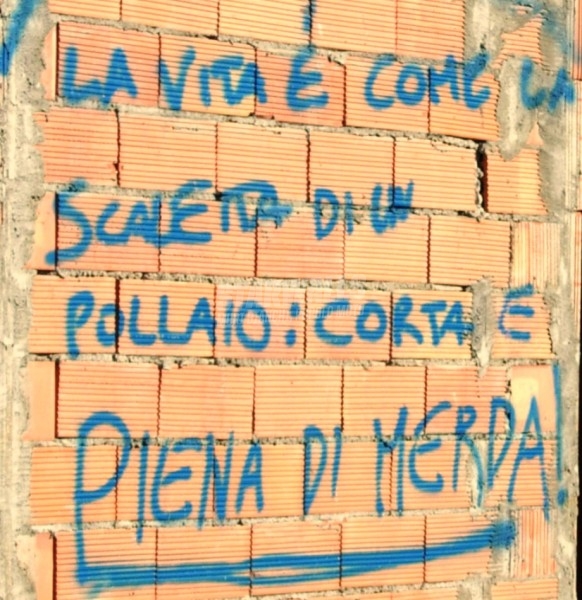 LA VITA È COME LA
SCALETTA DI UN
POLLAIO: CORTA E
PIENA DI MERDA!